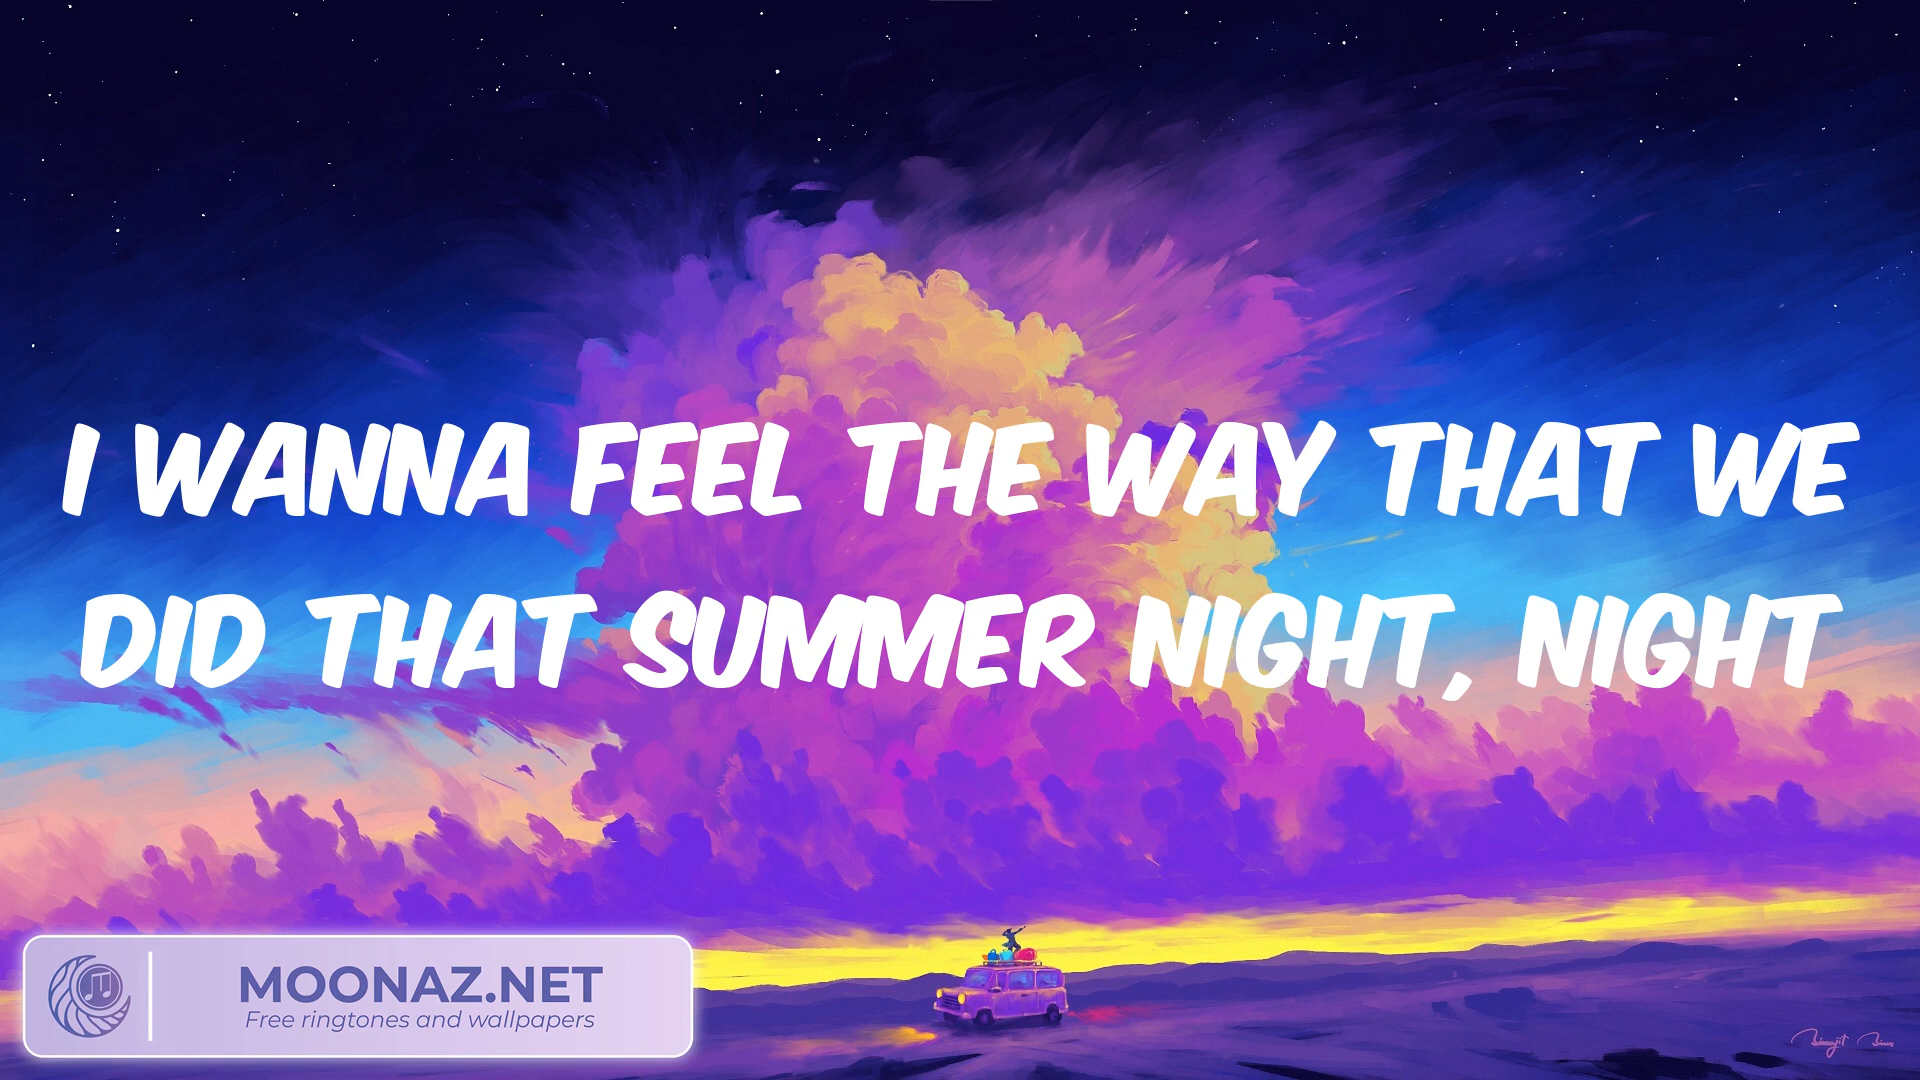 I WANNA FEEL THE WAY THAT WE
DID THAT SUMMER NIGHT, NIGHT
MOONAZ.NET
Free ringtones and wallpapers